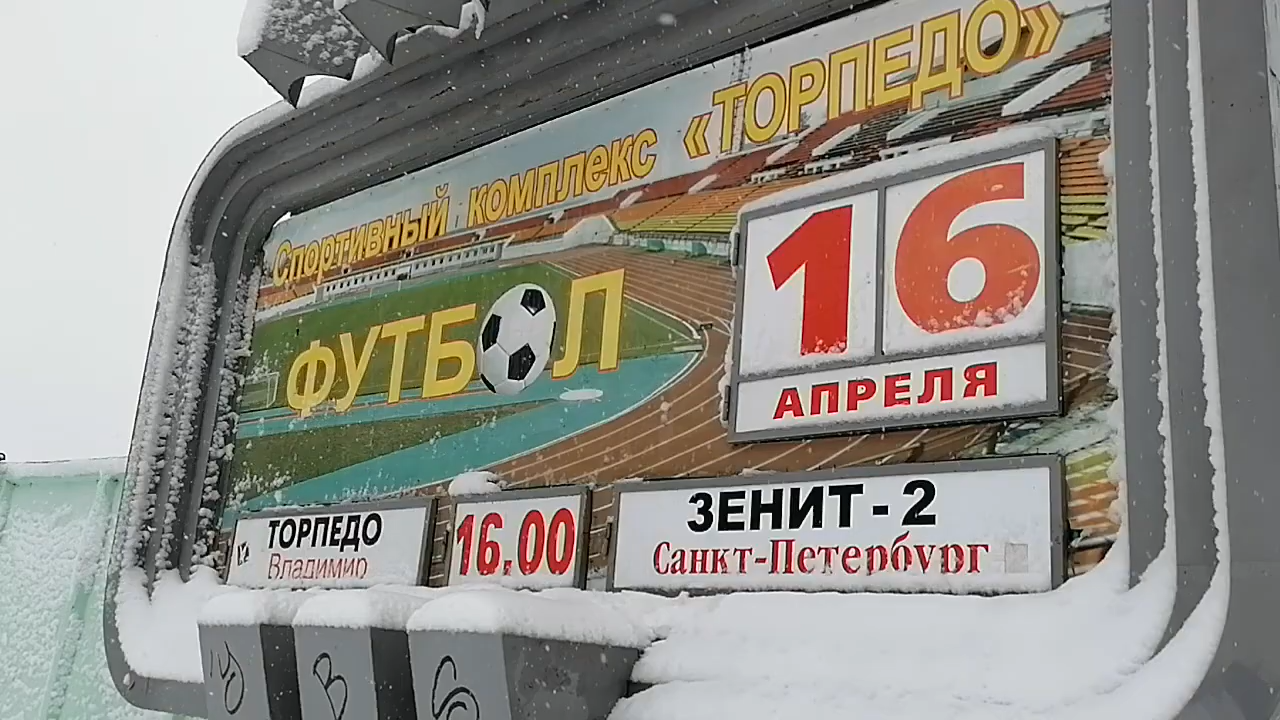 Спортивный комплекс «ТОРПЕДО»
ФУТБОЛ
16
АПРЕЛЯ
ТОРПЕДО
Владимир
16.00
ЗЕНИТ-2
Санкт-Петербург